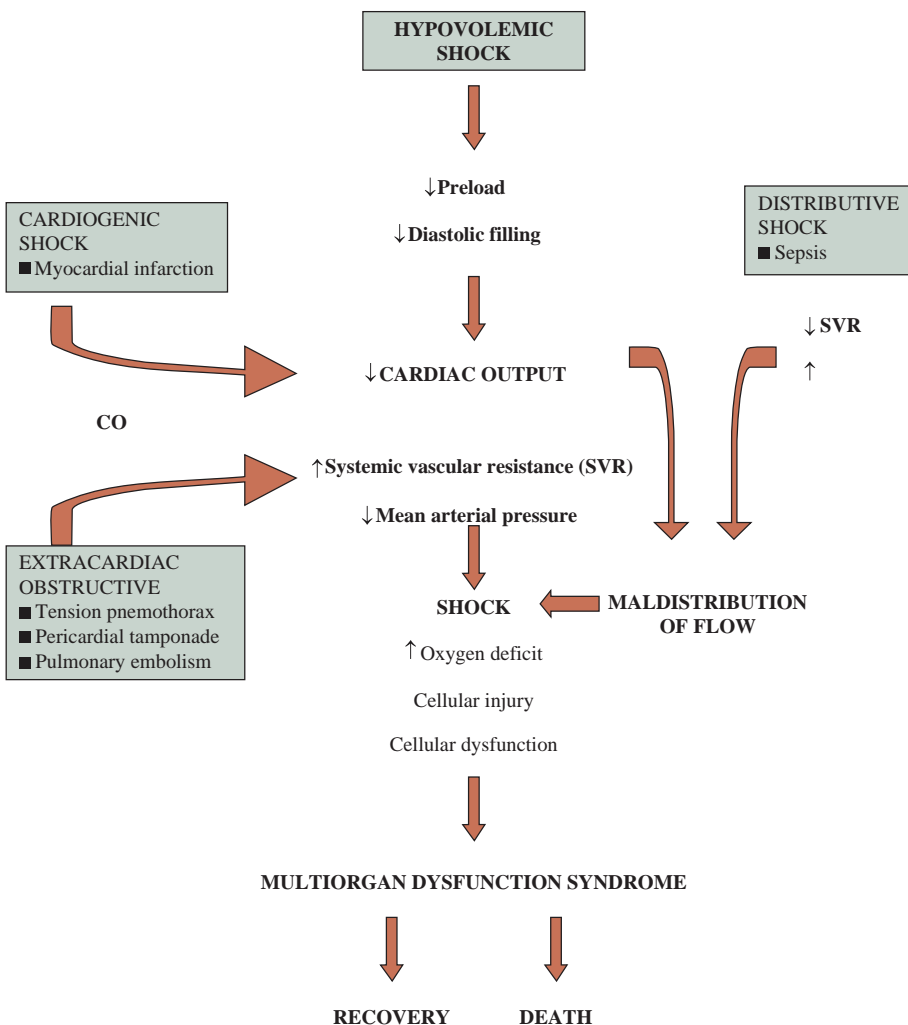 HYPOVOLEMIC
SHOCK
↓Preload
↓Diastolic filling
CARDIOGENIC
SHOCK
■ Myocardial infarction
DISTRIBUTIVE
SHOCK
■ Sepsis
↓ SVR
↑
↓CARDIAC OUTPUT
CO
↑Systemic vascular resistance (SVR)
↓Mean arterial pressure
EXTRACARDIAC
OBSTRUCTIVE
■ Tension pnemothorax
■ Pericardial tamponade
■ Pulmonary embolism
SHOCK
MALDISTRIBUTION
OF FLOW
↑ Oxygen deficit
Cellular injury
Cellular dysfunction
MULTIORGAN DYSFUNCTION SYNDROME
RECOVERY
DEATH